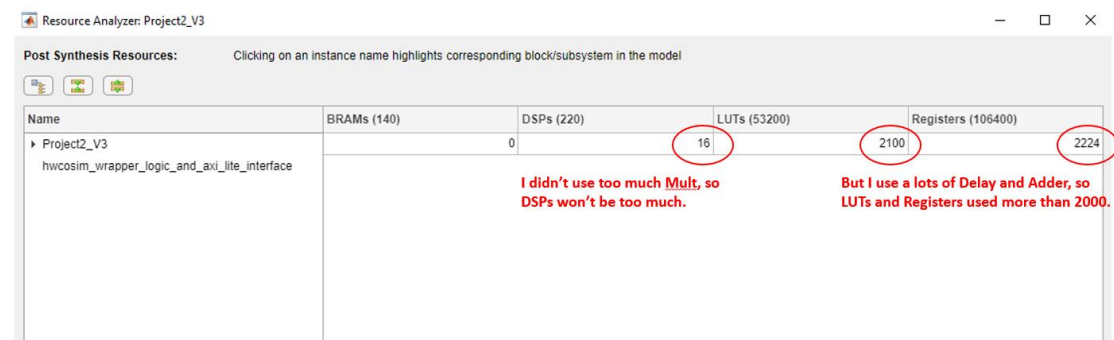 Resource Analyzer: Project2_V3
Post Synthesis Resources: Clicking on an instance name highlights corresponding block/subsystem in the model
Name BRAMs (140) DSPs (220) LUTs (53200) Registers (106400)
Project2_V3 0 16 2100 2224
hwcosim_wrapper_logic_and_axi_lite_interface
I didn't use too much Mult, so
DSPs won't be too much.
But I use a lots of Delay and Adder, so
LUTs and Registers used more than 2000.